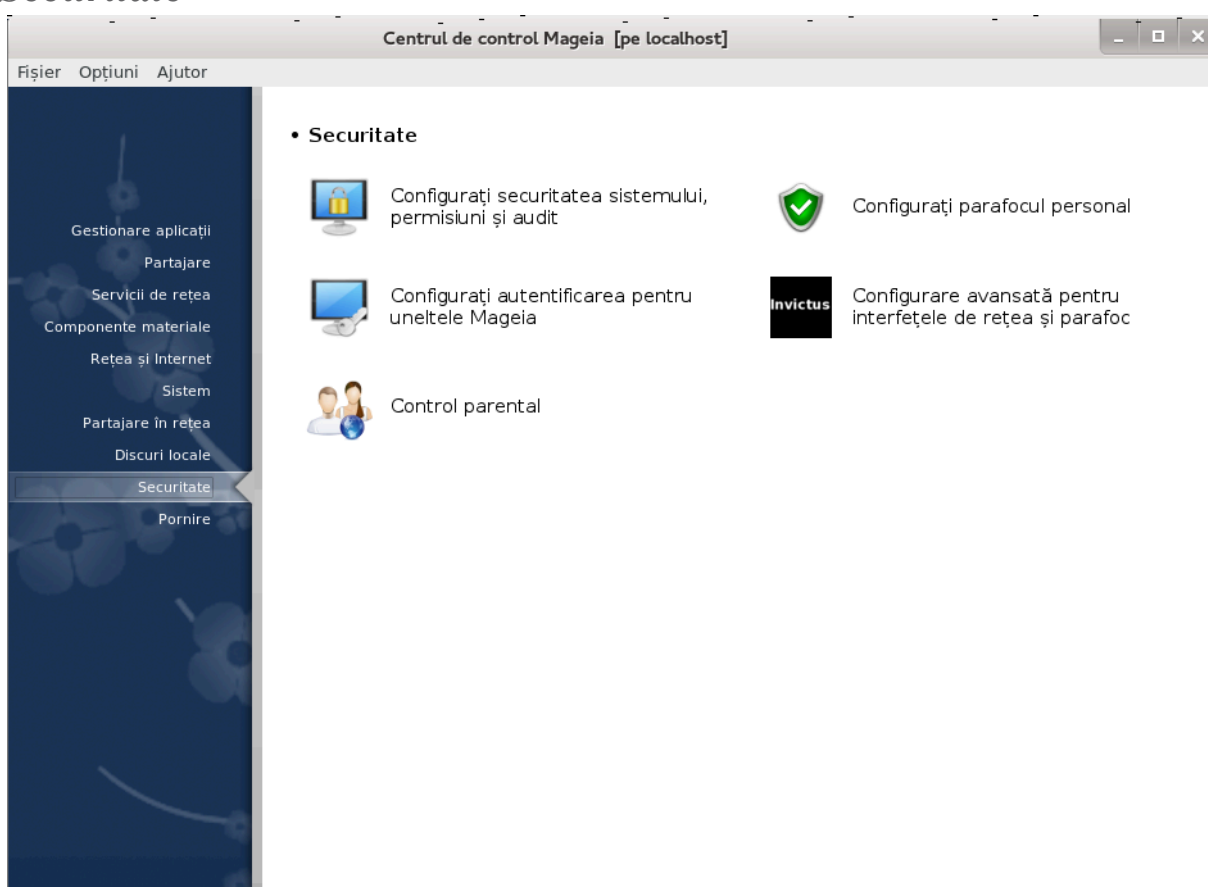 Centrul de control Mageia [pe localhost]
Fișier Opțiuni Ajutor
Gestionare aplicații
Partajare
Servicii de rețea
Componente materiale
Rețea și Internet
Sistem
Partajare în rețea
Discuri locale
Securitate
Pornire
• Securitate
Configurați securitatea sistemului,
permisiuni și audit
Configurați parafocul personal
Configurați autentificarea pentru
uneltele Mageia
Invictus
Configurare avansată pentru
interfețele de rețea și parafoc
Control parental